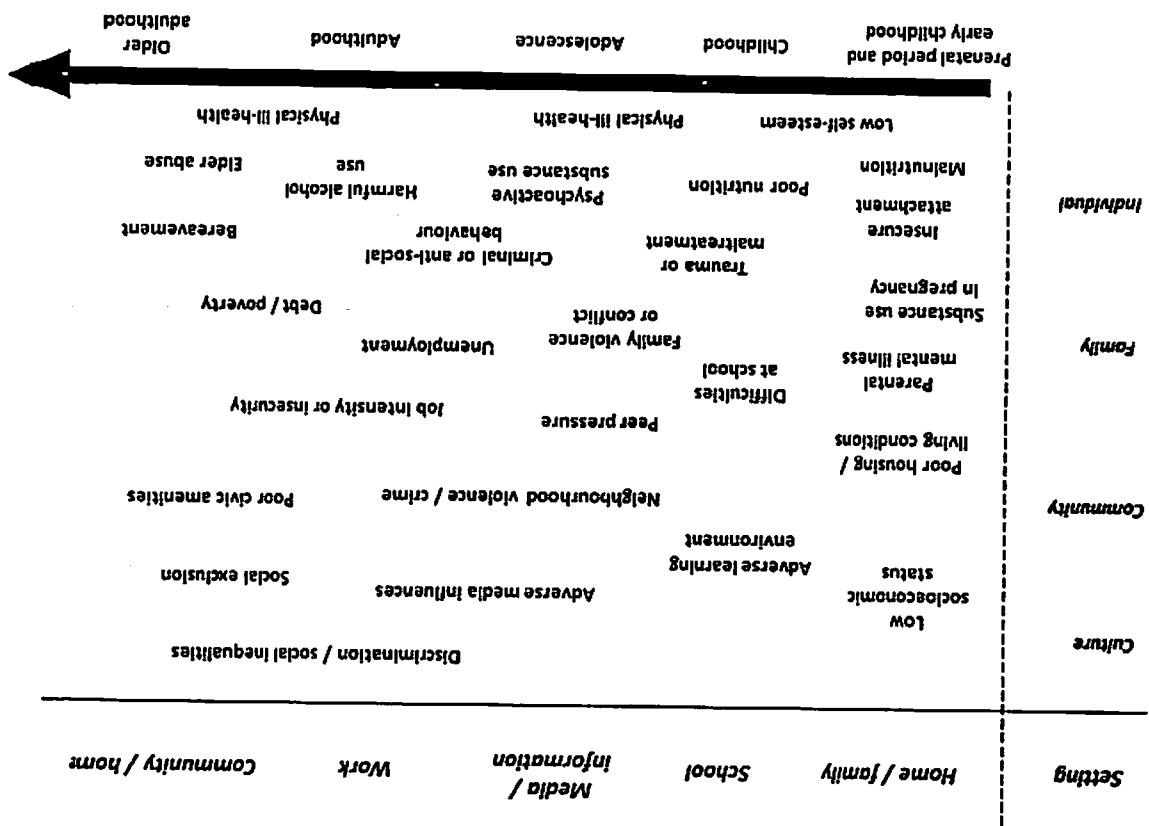 Setting
Home / family
School
Media /
information
Work
Community / home
Culture
Discrimination / social inequalities
Low
socioeconomic
status
Adverse learning
environment
Adverse media influences
Social exclusion
Community
Neighbourhood violence / crime
Poor civic amenities
Poor housing /
living conditions
Peer pressure
Job intensity or insecurity
Difficulties
at school
Family
Parental
mental illness
Family violence
or conflict
Unemployment
Debt / poverty
Substance use
in pregnancy
Trauma or
maltreatment
Criminal or anti-social
behaviour
Bereavement
Individual
Insecure
attachment
Malnutrition
Poor nutrition
Psychoactive
substance use
Harmful alcohol
use
Elder abuse
Low self-esteem
Physical ill-health
Physical ill-health
Prenatal period and
early childhood
Childhood
Adolescence
Adulthood
Older
adulthood